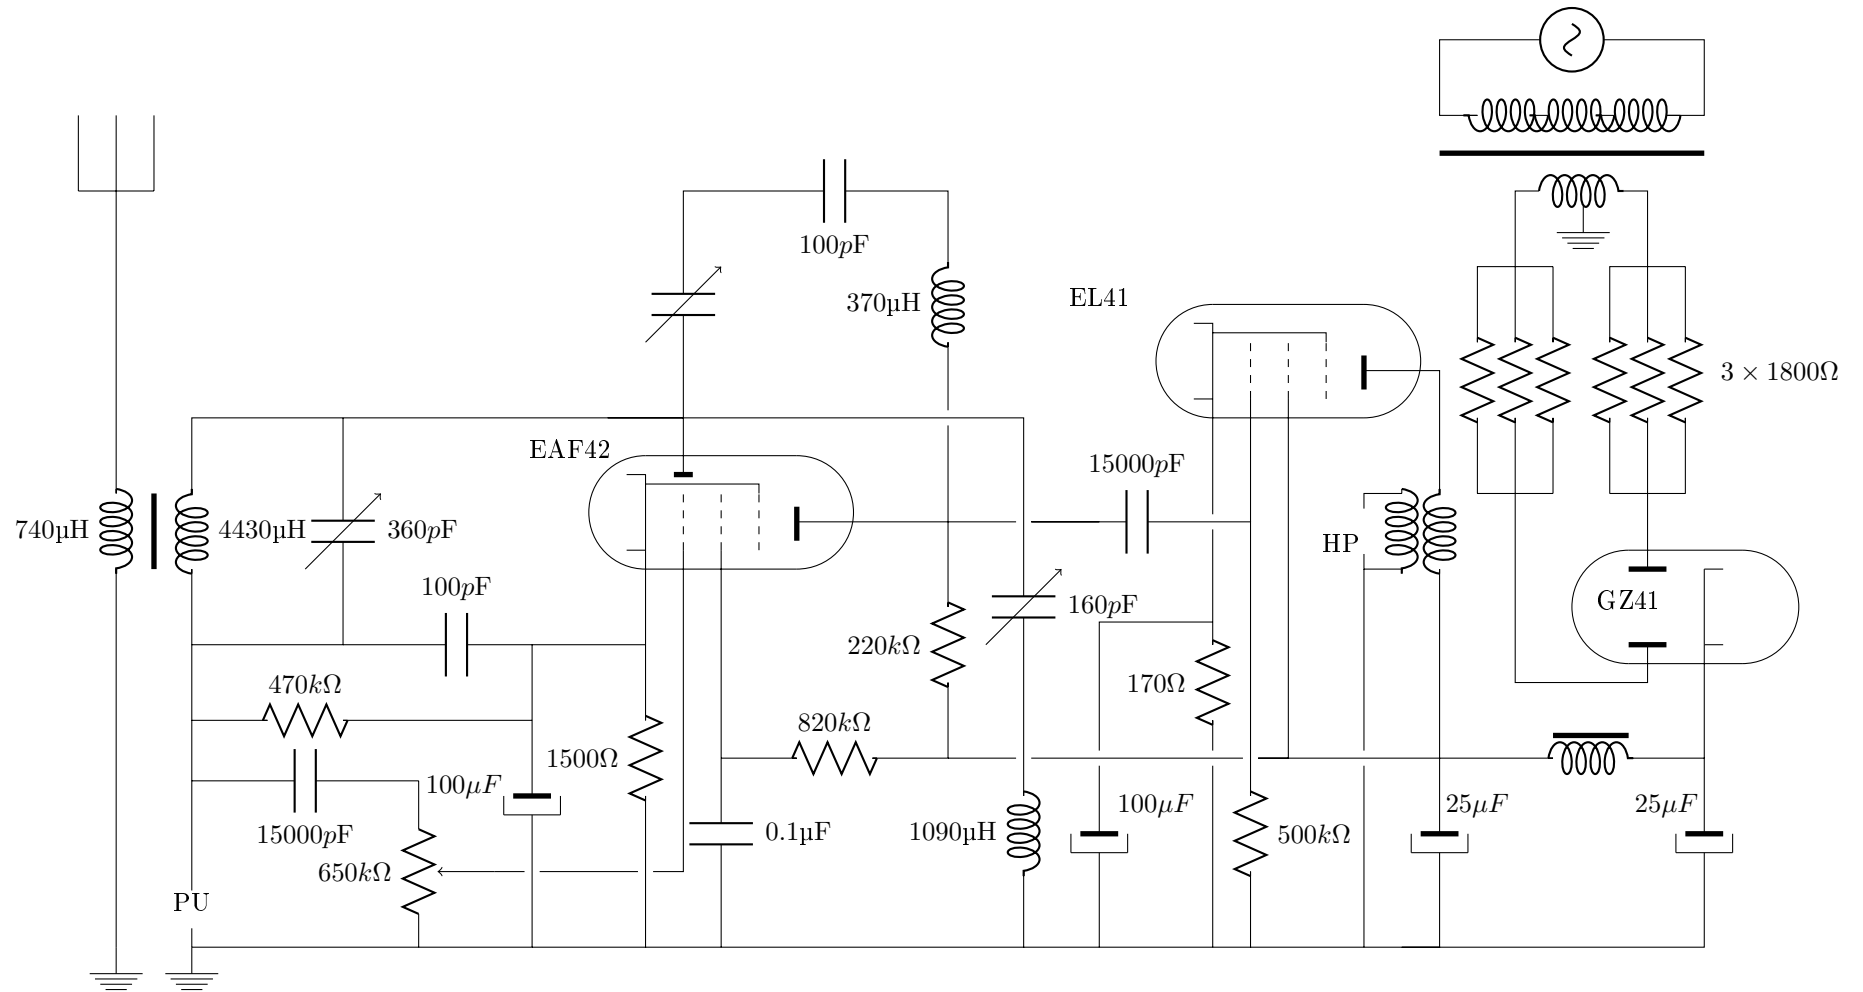 100pF
370µH
EL41
3 × 1800Ω
EAF42
15000pF
740µH
4430µH
360pF
HP
100pF
GZ41
160pF
220kΩ
170Ω
470kΩ
820kΩ
1500Ω
100µF
25µF
25µF
100µF
15000pF
0.1µF
1090µH
500kΩ
650kΩ
PU